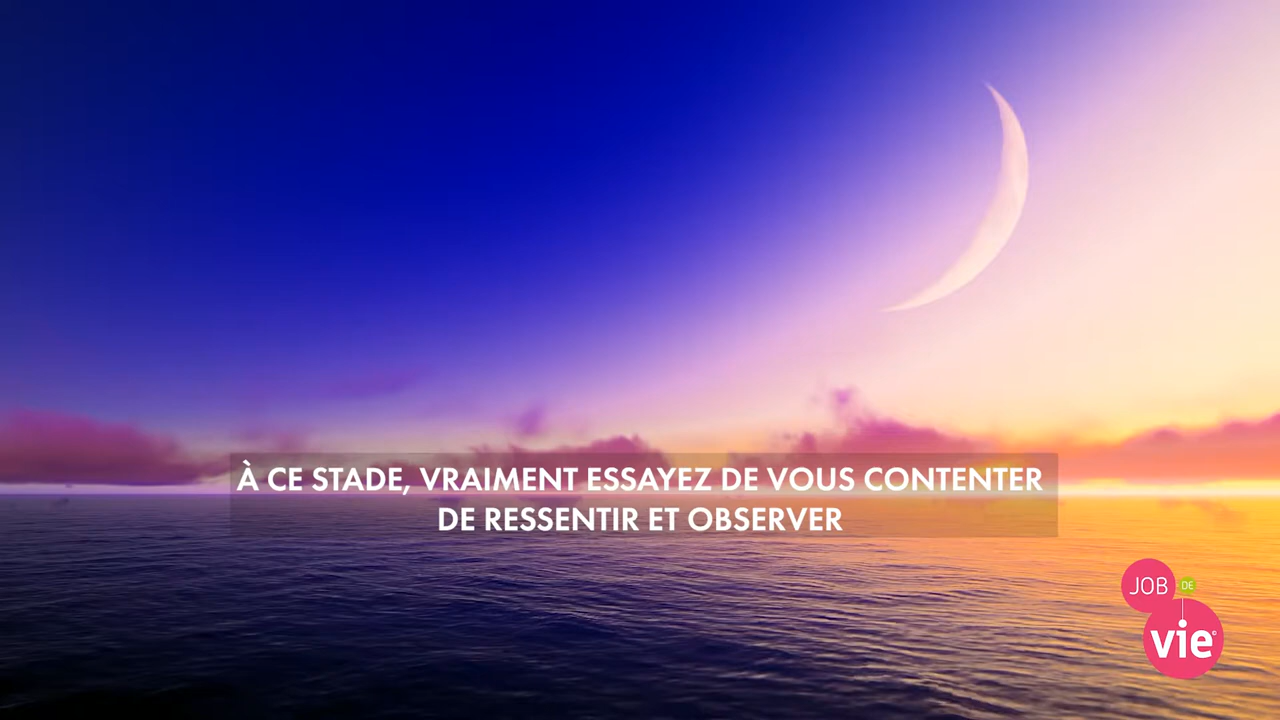 À CE STADE, VRAIMENT ESSAYEZ DE VOUS CONTENTER
DE RESSENTIR ET OBSERVER
JOB DE
vie®